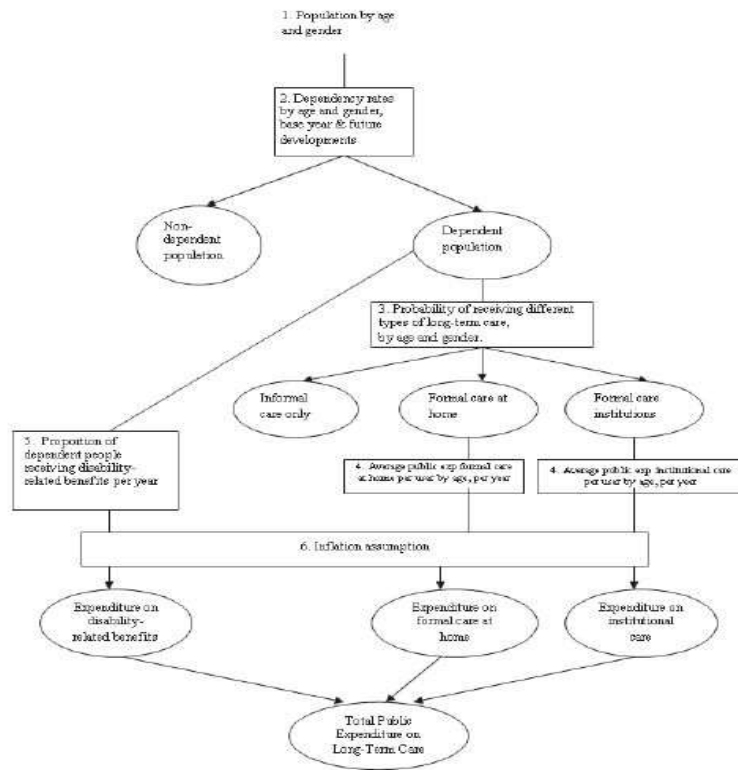 1. Population by age
and gender
2. Dependency rates
by age and gender,
base year & future
developments
Non-
dependent
population
Dependent
population
3. Probability of receiving different
types of long-term care,
by age and gender.
Informal
care only
Formal care at
home
Formal care
institutions
5. Proportion of
dependent people
receiving disability-
related benefits per year
4. Average public exp formal care
at home per user by age, per year
4. Average public exp institutional care
per user by age, per year
6. Inflation assumption
Expenditure on
disability-
related benefits
Expenditure on
formal care at
home
Expenditure on
institutional
care
Total Public
Expenditure on
Long-Term Care